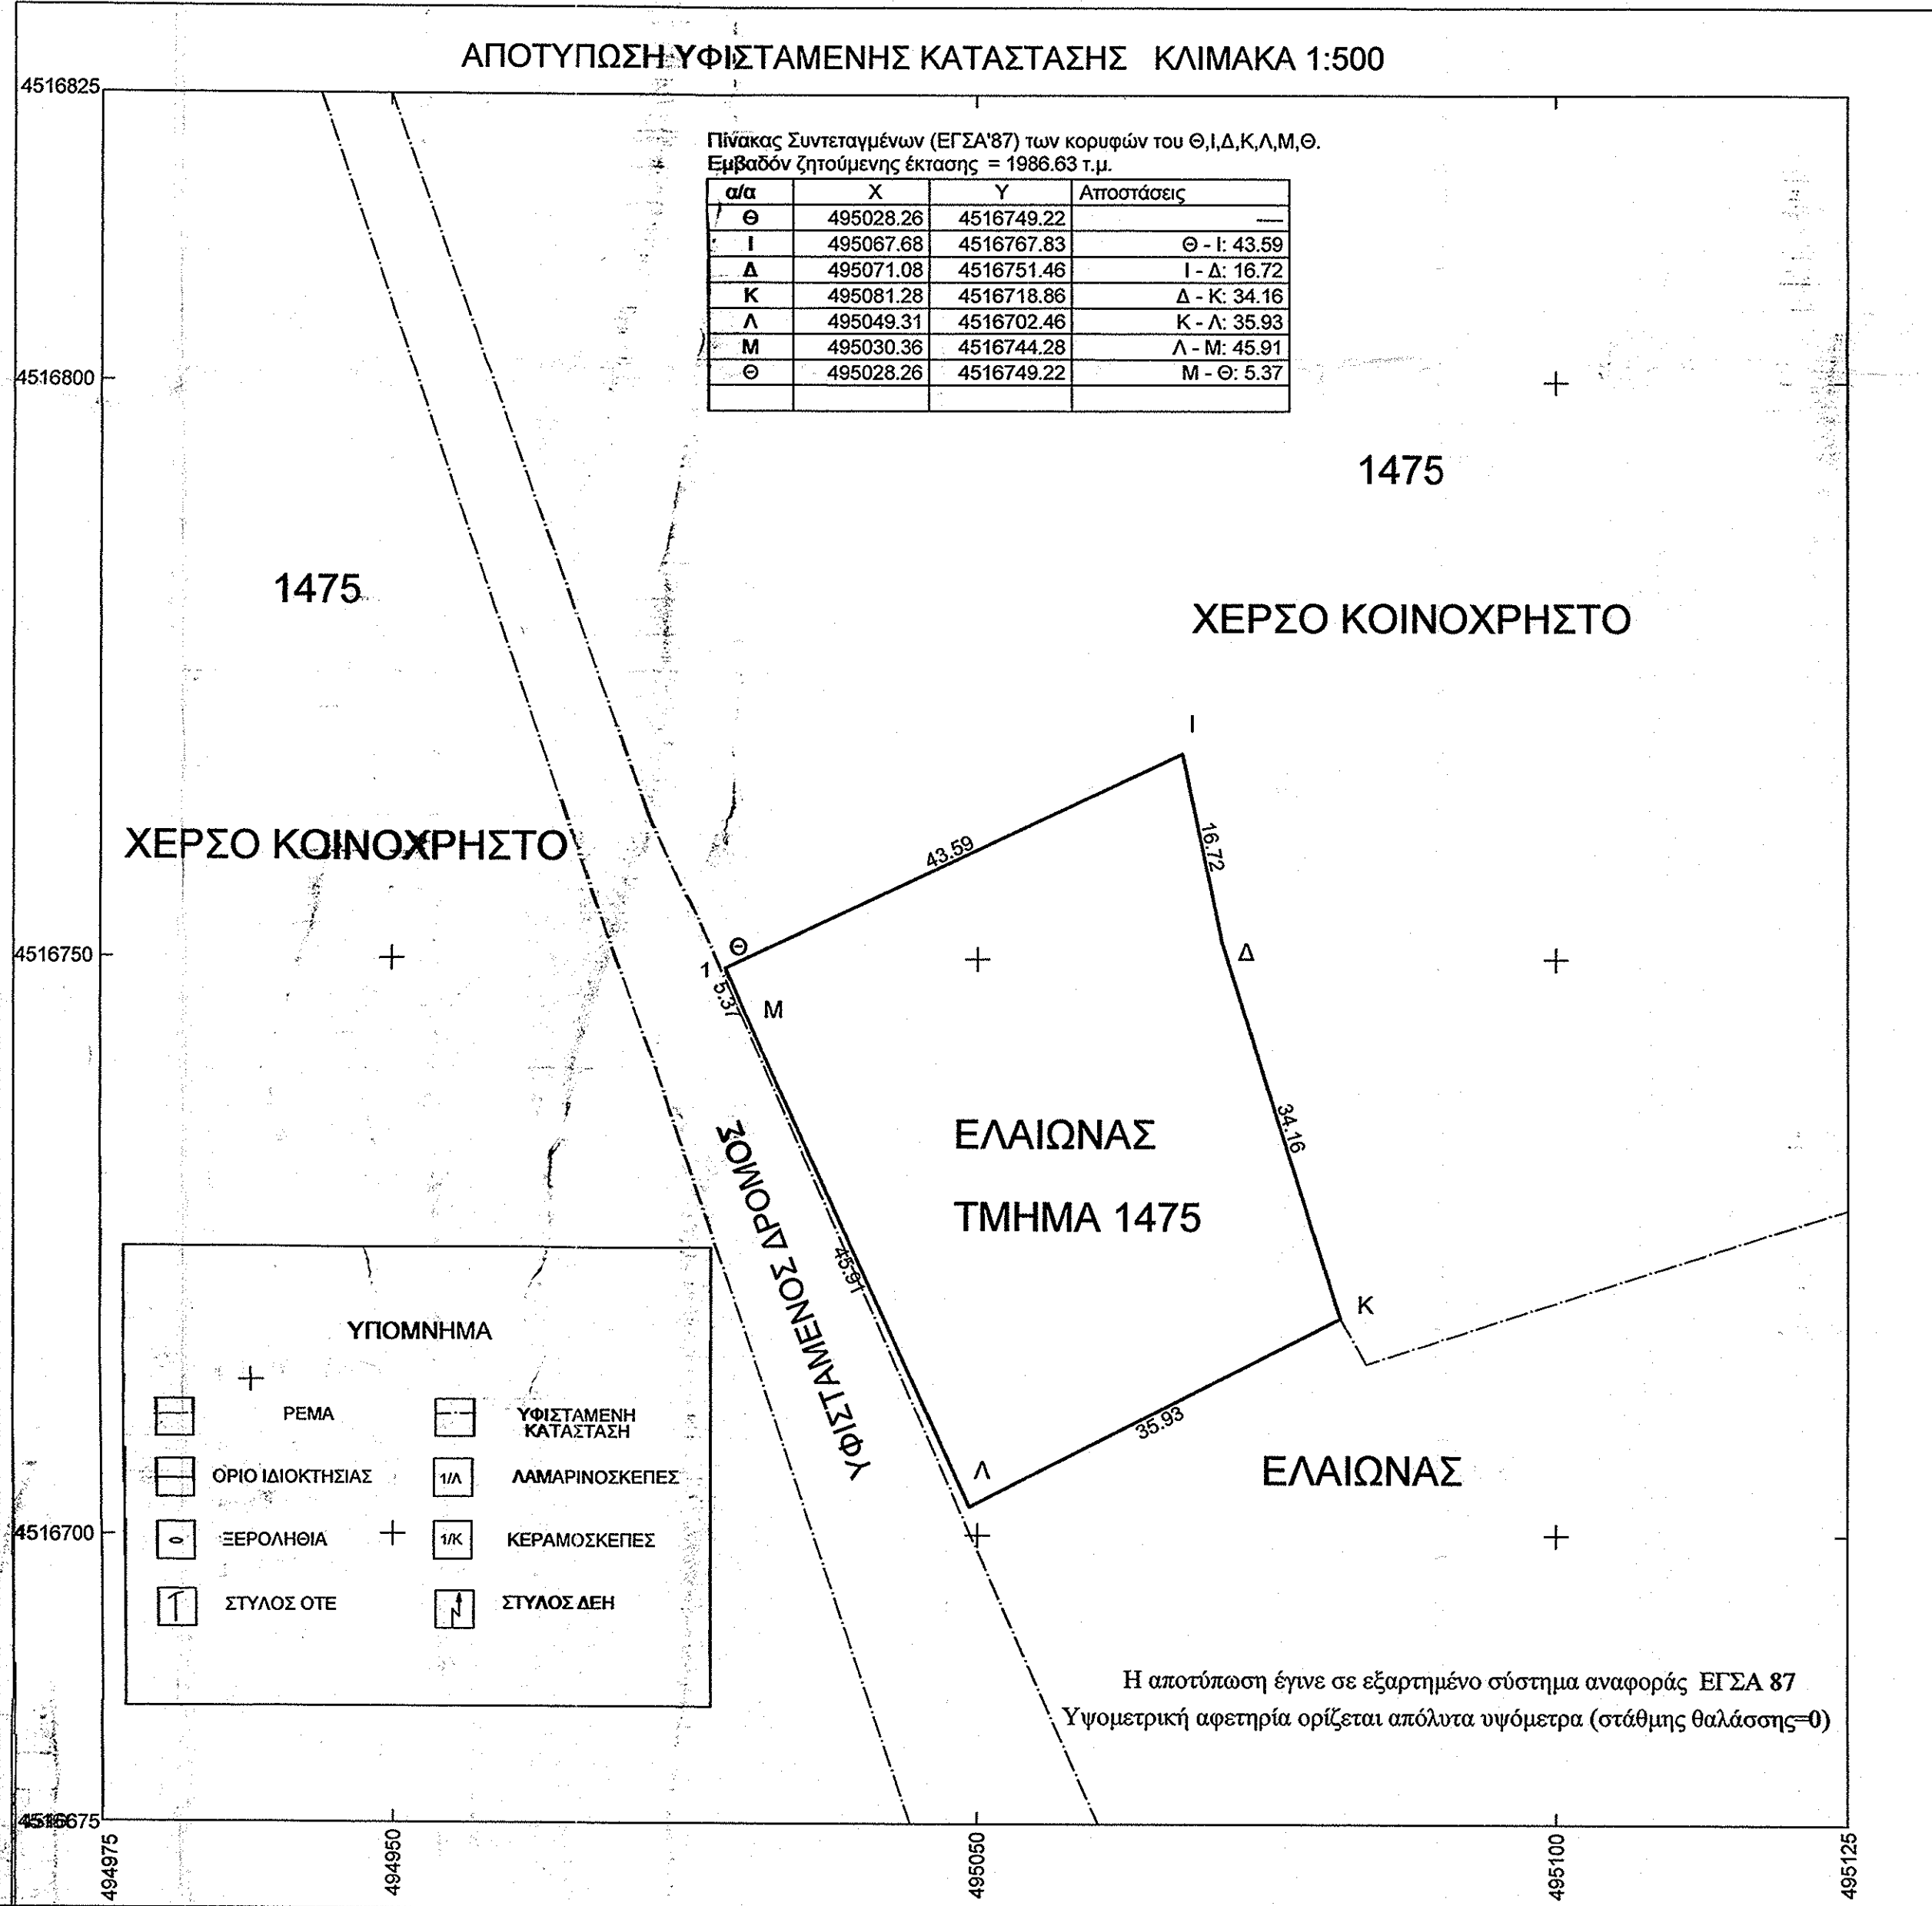 ΑΠΟΤΥΠΩΣΗ ΥΦΙΣΤΑΜΕΝΗΣ ΚΑΤΑΣΤΑΣΗΣ ΚΛΙΜΑΚΑ 1:500
4516825
Πίνακας Συντεταγμένων (ΕΓΣΑ'87) των κορυφών του Θ,Ι,Δ,Κ,Λ,Μ,Θ.
Εμβαδόν ζητούμενης έκτασης = 1986.63 τ.μ.
α/α X Y Αποστάσεις
Θ 495028.26 4516749.22 —
Ι 495067.68 4516767.83 Θ - Ι: 43.59
Δ 495071.08 4516751.46 Ι - Δ: 16.72
Κ 495081.28 4516718.86 Δ - Κ: 34.16
Λ 495049.31 4516702.46 Κ - Λ: 35.93
Μ 495030.36 4516744.28 Λ - Μ: 45.91
Θ 495028.26 4516749.22 Μ - Θ: 5.37
4516800
1475
1475
ΧΕΡΣΟ ΚΟΙΝΟΧΡΗΣΤΟ
Ι
ΧΕΡΣΟ ΚΟΙΝΟΧΡΗΣΤΟ
43.59
16.72
4516750
Θ
Δ
1
5.37
Μ
ΕΛΑΙΩΝΑΣ
34.16
ΤΜΗΜΑ 1475
ΥΦΙΣΤΑΜΕΝΟΣ ΔΡΟΜΟΣ
45.91
Κ
35.93
Λ
ΕΛΑΙΩΝΑΣ
ΥΠΟΜΝΗΜΑ
ΡΕΜΑ
ΥΦΙΣΤΑΜΕΝΗ
ΚΑΤΑΣΤΑΣΗ
ΟΡΙΟ ΙΔΙΟΚΤΗΣΙΑΣ
1/Λ ΛΑΜΑΡΙΝΟΣΚΕΠΕΣ
4516700
ΞΕΡΟΛΗΘΙΑ
1/Κ ΚΕΡΑΜΟΣΚΕΠΕΣ
ΣΤΥΛΟΣ ΟΤΕ
ΣΤΥΛΟΣ ΔΕΗ
Η αποτύπωση έγινε σε εξαρτημένο σύστημα αναφοράς ΕΓΣΑ 87
Υψομετρική αφετηρία ορίζεται απόλυτα υψόμετρα (στάθμης θαλάσσης=0)
494975
494950
495050
495100
495125